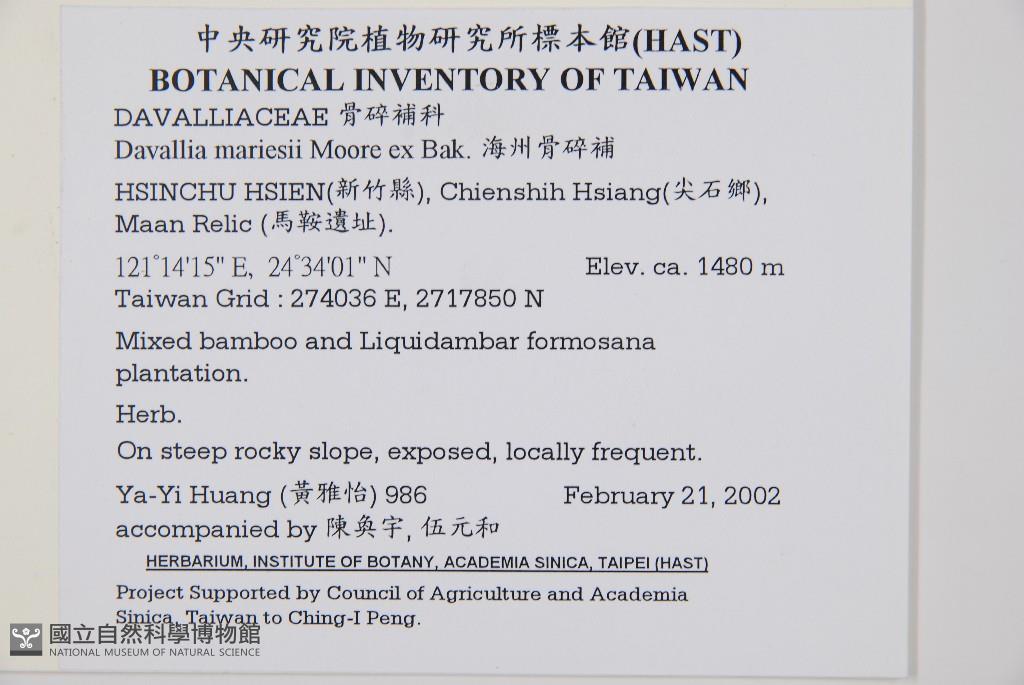 中央研究院植物研究所標本館(HAST)
BOTANICAL INVENTORY OF TAIWAN
DAVALLIACEAE 骨碎補科
Davallia mariesii Moore ex Bak. 海州骨碎補
HSINCHU HSIEN(新竹縣), Chienshih Hsiang(尖石鄉),
Maan Relic (馬鞍遺址).
121°14'15" E, 24°34'01" N Elev. ca. 1480 m
Taiwan Grid : 274036 E, 2717850 N
Mixed bamboo and Liquidambar formosana
plantation.
Herb.
On steep rocky slope, exposed, locally frequent.
Ya-Yi Huang (黃雅怡) 986 February 21, 2002
accompanied by 陳奐宇, 伍元和
HERBARIUM, INSTITUTE OF BOTANY, ACADEMIA SINICA, TAIPEI (HAST)
Project Supported by Council of Agriculture and Academia
Sinica, Taiwan to Ching-I Peng.
國立自然科學博物館
NATIONAL MUSEUM OF NATURAL SCIENCE